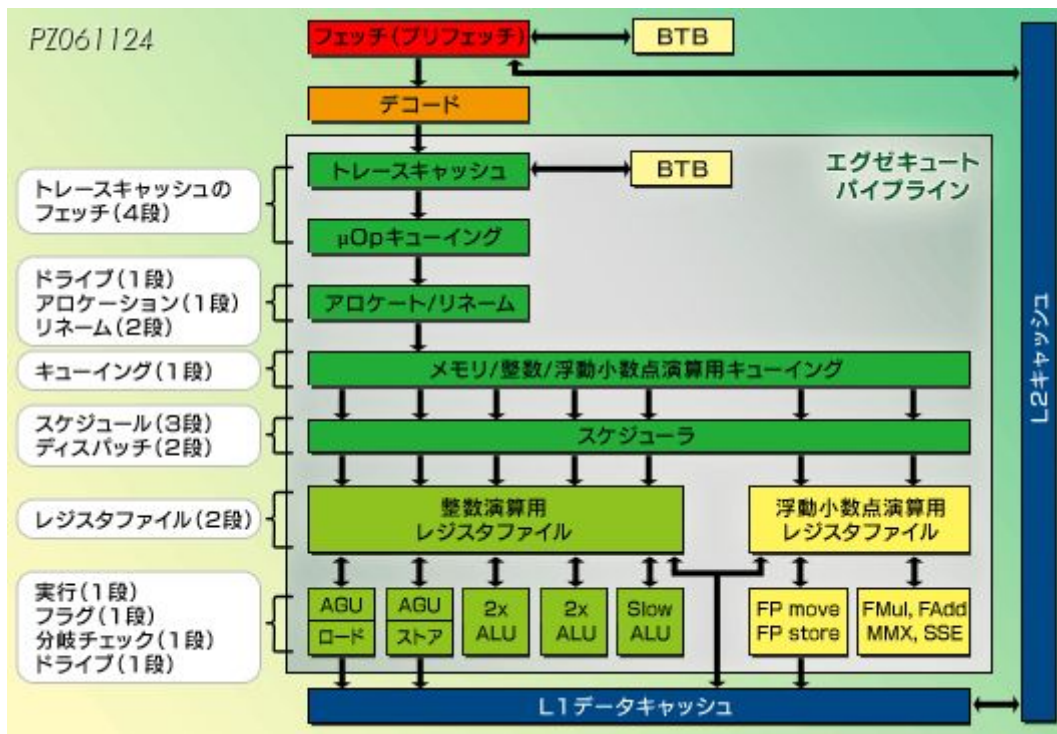 PZ061124
フェッチ(プリフェッチ)
BTB
デコード
エグゼキュート
パイプライン
トレースキャッシュの
フェッチ(4段)
トレースキャッシュ
BTB
μOpキューイング
ドライブ(1段)
アロケーション(1段)
リネーム(2段)
アロケート/リネーム
キューイング(1段)
メモリ/整数/浮動小数点演算用キューイング
スケジュール(3段)
ディスパッチ(2段)
スケジューラ
レジスタファイル(2段)
整数演算用
レジスタファイル
浮動小数点演算用
レジスタファイル
実行(1段)
フラグ(1段)
分岐チェック(1段)
ドライブ(1段)
AGU
ロード
AGU
ストア
2x
ALU
2x
ALU
Slow
ALU
FP move
FP store
FMul, FAdd
MMX, SSE
L1データキャッシュ
L2キャッシュ